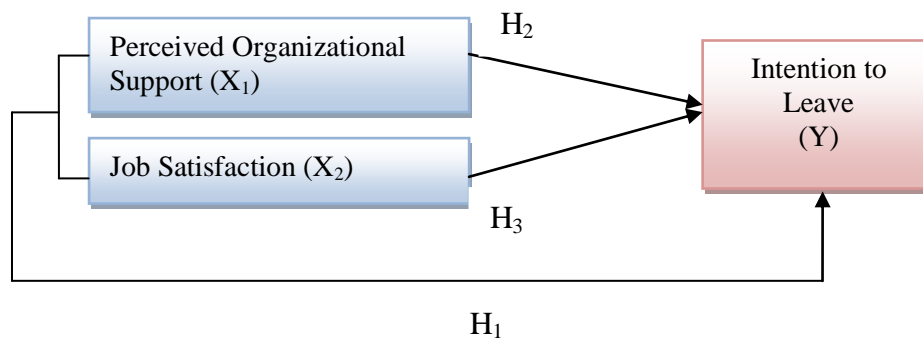 H₂
Perceived Organizational
Support (X₁)
Intention to
Leave
(Y)
Job Satisfaction (X₂)
H₃
H₁